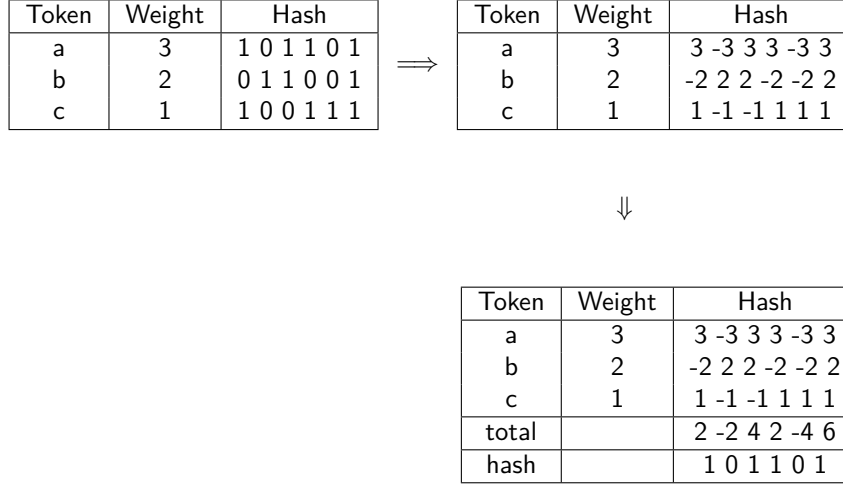 Token Weight Hash
a 3 1 0 1 1 0 1
b 2 0 1 1 0 0 1
c 1 1 0 0 1 1 1
⟹
Token Weight Hash
a 3 3 -3 3 3 -3 3
b 2 -2 2 2 -2 -2 2
c 1 1 -1 -1 1 1 1
⇓
Token Weight Hash
a 3 3 -3 3 3 -3 3
b 2 -2 2 2 -2 -2 2
c 1 1 -1 -1 1 1 1
total 2 -2 4 2 -4 6
hash 1 0 1 1 0 1